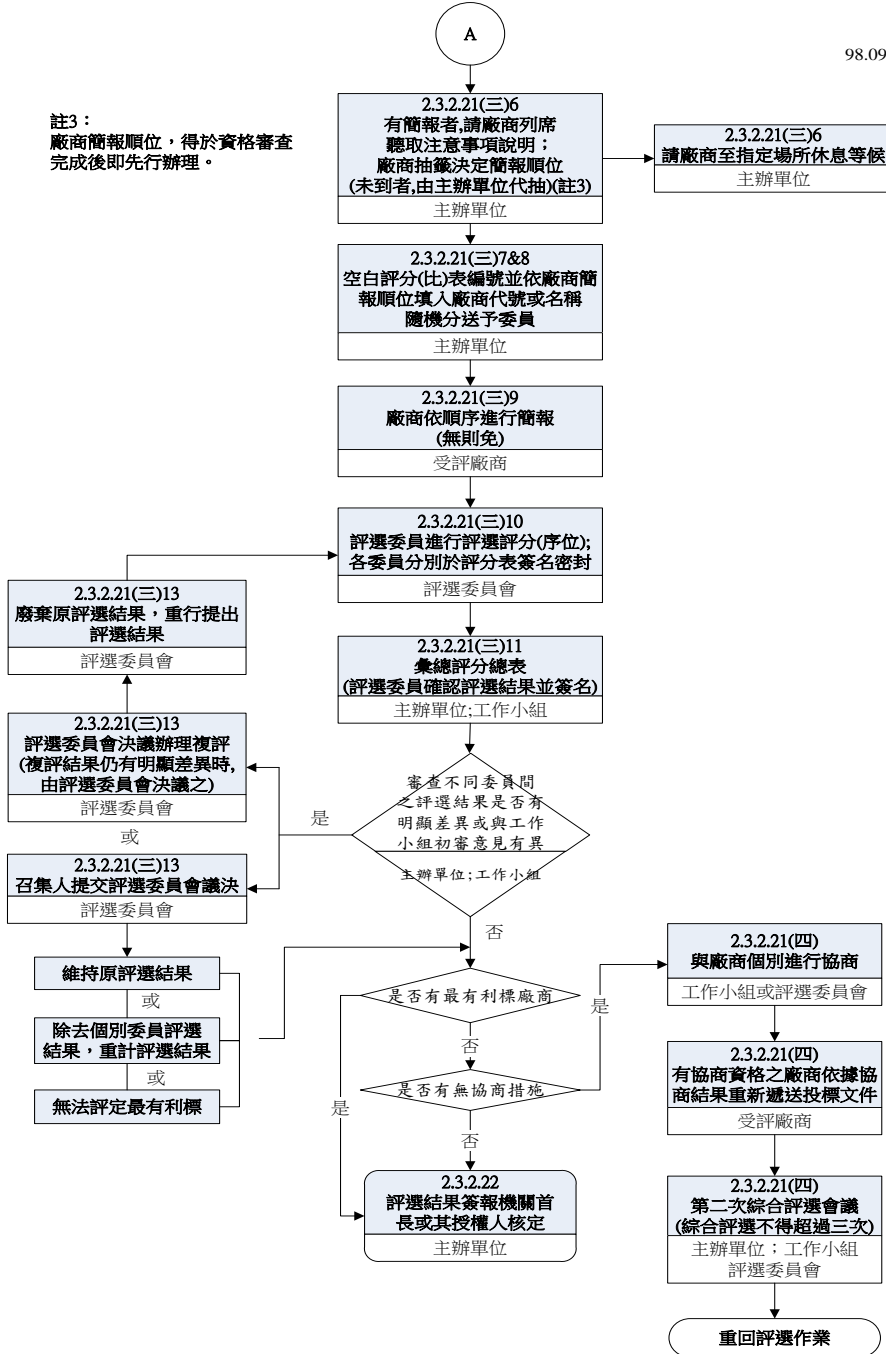 A
98.09
註3：
廠商簡報順位，得於資格審查
完成後即先行辦理。
2.3.2.21(三)6
有簡報者,請廠商列席
聽取注意事項說明；
廠商抽籤決定簡報順位
(未到者,由主辦單位代抽)(註3)
主辦單位
2.3.2.21(三)6
請廠商至指定場所休息等候
主辦單位
2.3.2.21(三)7&8
空白評分(比)表編號並依廠商簡
報順位填入廠商代號或名稱
隨機分送予委員
主辦單位
2.3.2.21(三)9
廠商依順序進行簡報
(無則免)
受評廠商
2.3.2.21(三)10
評選委員進行評選評分(序位);
各委員分別於評分表簽名密封
評選委員會
2.3.2.21(三)13
廢棄原評選結果，重行提出
評選結果
評選委員會
2.3.2.21(三)11
彙總評分總表
(評選委員確認評選結果並簽名)
主辦單位;工作小組
2.3.2.21(三)13
評選委員會決議辦理複評
(複評結果仍有明顯差異時,
由評選委員會決議之)
評選委員會
或
是
審查不同委員間
之評選結果是否有
明顯差異或與工作
小組初審意見有異
主辦單位;工作小組
2.3.2.21(三)13
召集人提交評選委員會議決
評選委員會
否
維持原評選結果
或
除去個別委員評選
結果，重計評選結果
或
無法評定最有利標
是否有最有利標廠商
是
否
是否有無協商措施
是
否
2.3.2.22
評選結果簽報機關首
長或其授權人核定
主辦單位
2.3.2.21(四)
與廠商個別進行協商
工作小組或評選委員會
2.3.2.21(四)
有協商資格之廠商依據協
商結果重新遞送投標文件
受評廠商
2.3.2.21(四)
第二次綜合評選會議
(綜合評選不得超過三次)
主辦單位；工作小組
評選委員會
重回評選作業